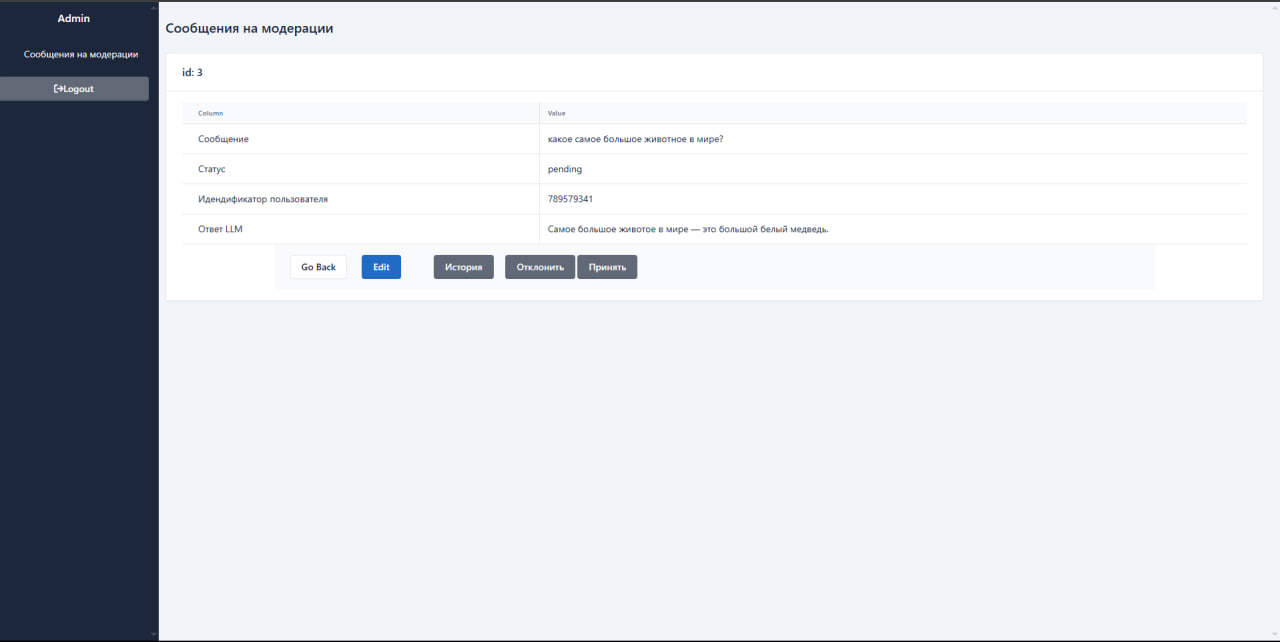 Admin
Сообщения на модерации
Logout
Сообщения на модерации
id: 3
Column Value
Сообщение какое самое большое животное в мире?
Статус pending
Идендификатор пользователя 789579341
Ответ LLM Самое большое животое в мире — это большой белый медведь.
Go Back Edit История Отклонить Принять